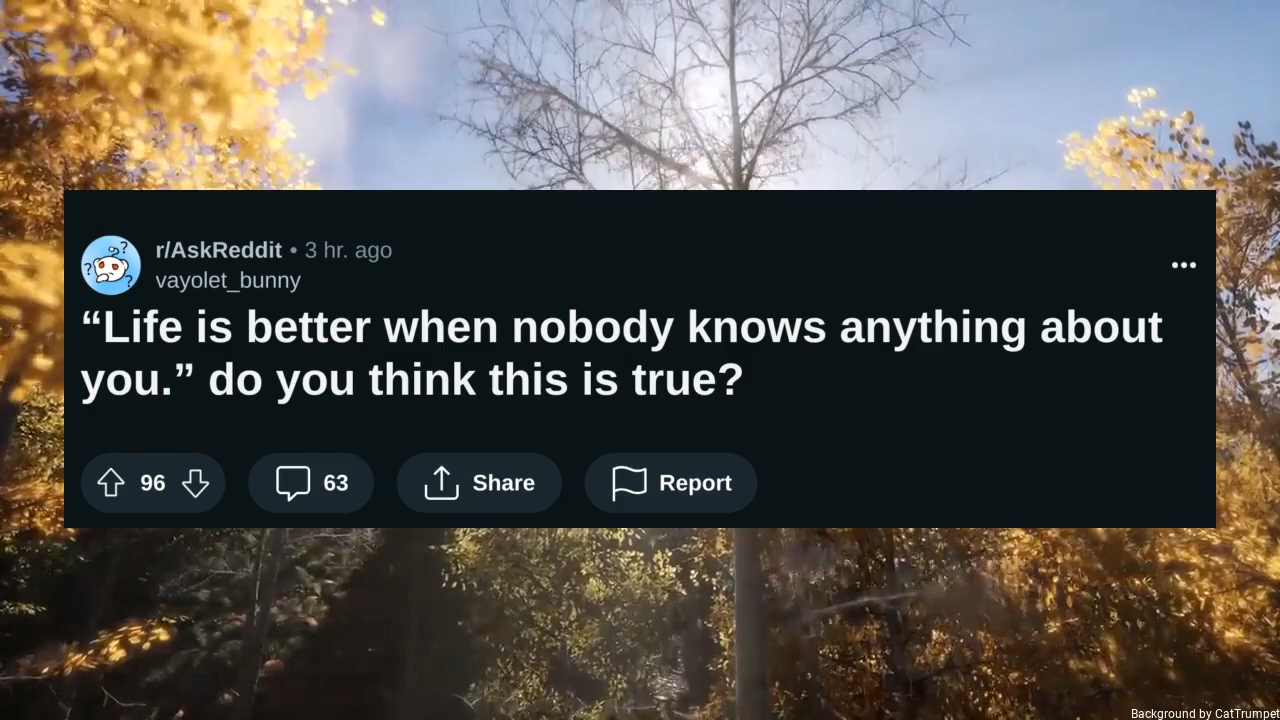 r/AskReddit • 3 hr. ago
vayolet_bunny
“Life is better when nobody knows anything about
you.” do you think this is true?
96 63 Share Report
Background by CatTrumpet